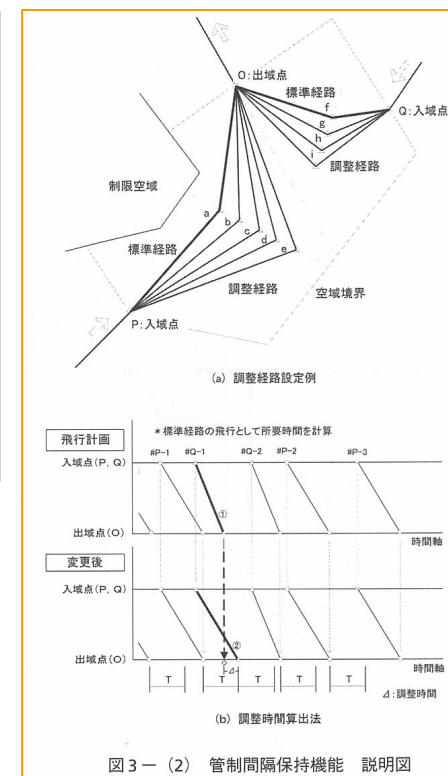 O:出域点
標準経路
f
Q:入域点
g
h
i
調整経路
制限空域
a
b
c
d
e
標準経路
調整経路
空域境界
P:入域点
(a) 調整経路設定例
飛行計画
*標準経路の飛行として所要時間を計算
#P-1 #Q-1 #Q-2 #P-2 #P-3
入域点(P, Q)
①
出域点(O)
時間軸
変更後
入域点(P, Q)
②
出域点(O)
時間軸
Δ
T T T T T
Δ:調整時間
(b) 調整時間算出法
図3-(2) 管制間隔保持機能 説明図